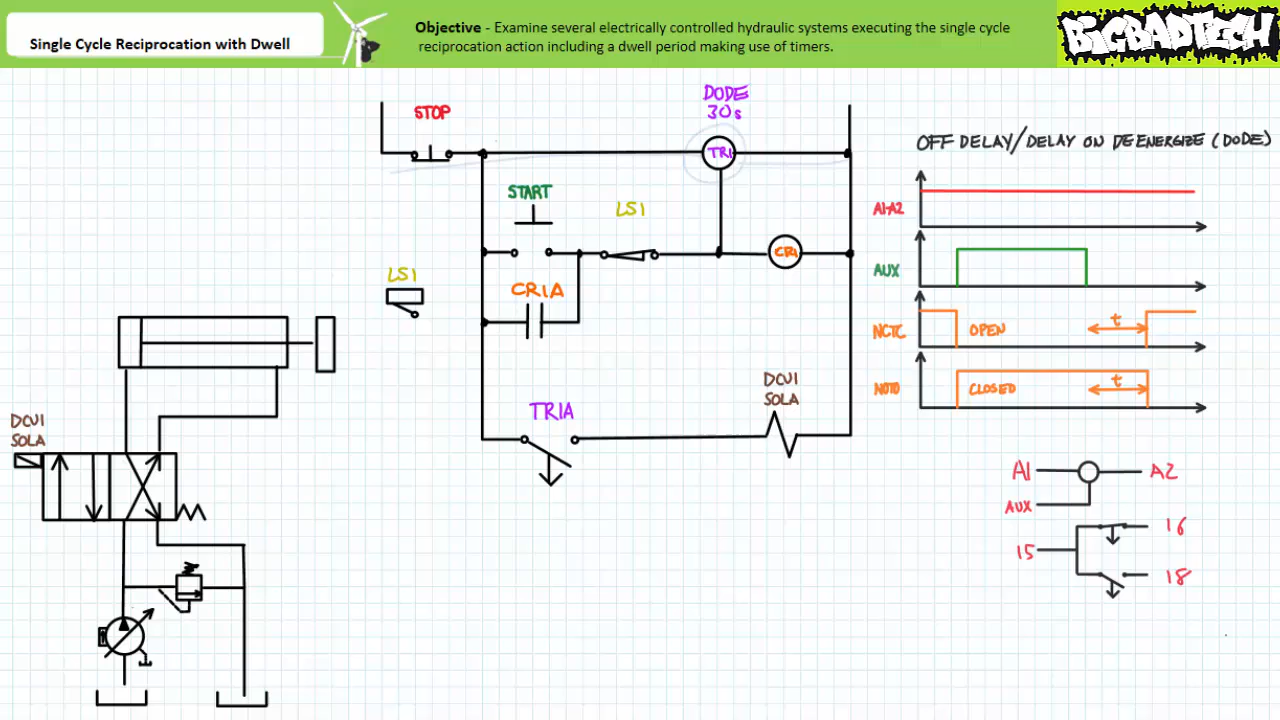 Single Cycle Reciprocation with Dwell
Objective - Examine several electrically controlled hydraulic systems executing the single cycle
reciprocation action including a dwell period making use of timers.
BIGBADTECH
STOP
DODE
30s
TR1
START
LS1
CR1
LS1
CR1A
DCV1
SOLA
TR1A
DCV1
SOLA
OFF DELAY/DELAY ON DEENERGIZE (DODE)
A1-A2
AUX
NCTC
OPEN
t
NOTO
CLOSED
t
A1
A2
AUX
15
16
18